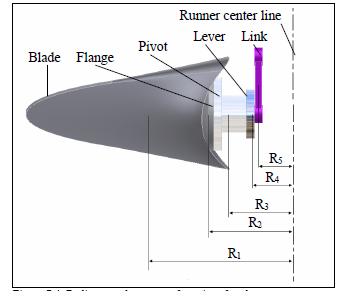 Runner center line
Lever Link
Pivot
Blade Flange
R5
R4
R3
R2
R1